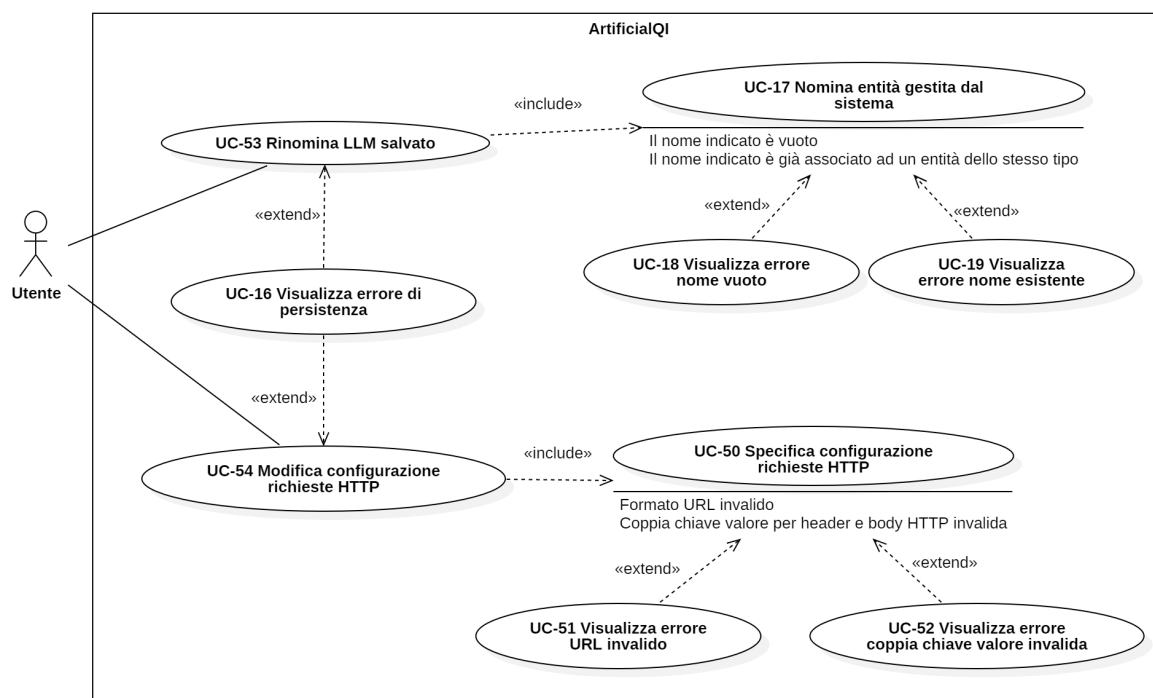 ArtificialQI
UC-17 Nomina entità gestita dal
sistema
«include»
UC-53 Rinomina LLM salvato
Il nome indicato è vuoto
Il nome indicato è già associato ad un entità dello stesso tipo
«extend»
«extend»
«extend»
Utente
UC-18 Visualizza errore
nome vuoto
UC-19 Visualizza
errore nome esistente
UC-16 Visualizza errore di
persistenza
«extend»
«include»
UC-50 Specifica configurazione
richieste HTTP
UC-54 Modifica configurazione
richieste HTTP
Formato URL invalido
Coppia chiave valore per header e body HTTP invalida
«extend»
«extend»
UC-51 Visualizza errore
URL invalido
UC-52 Visualizza errore
coppia chiave valore invalida